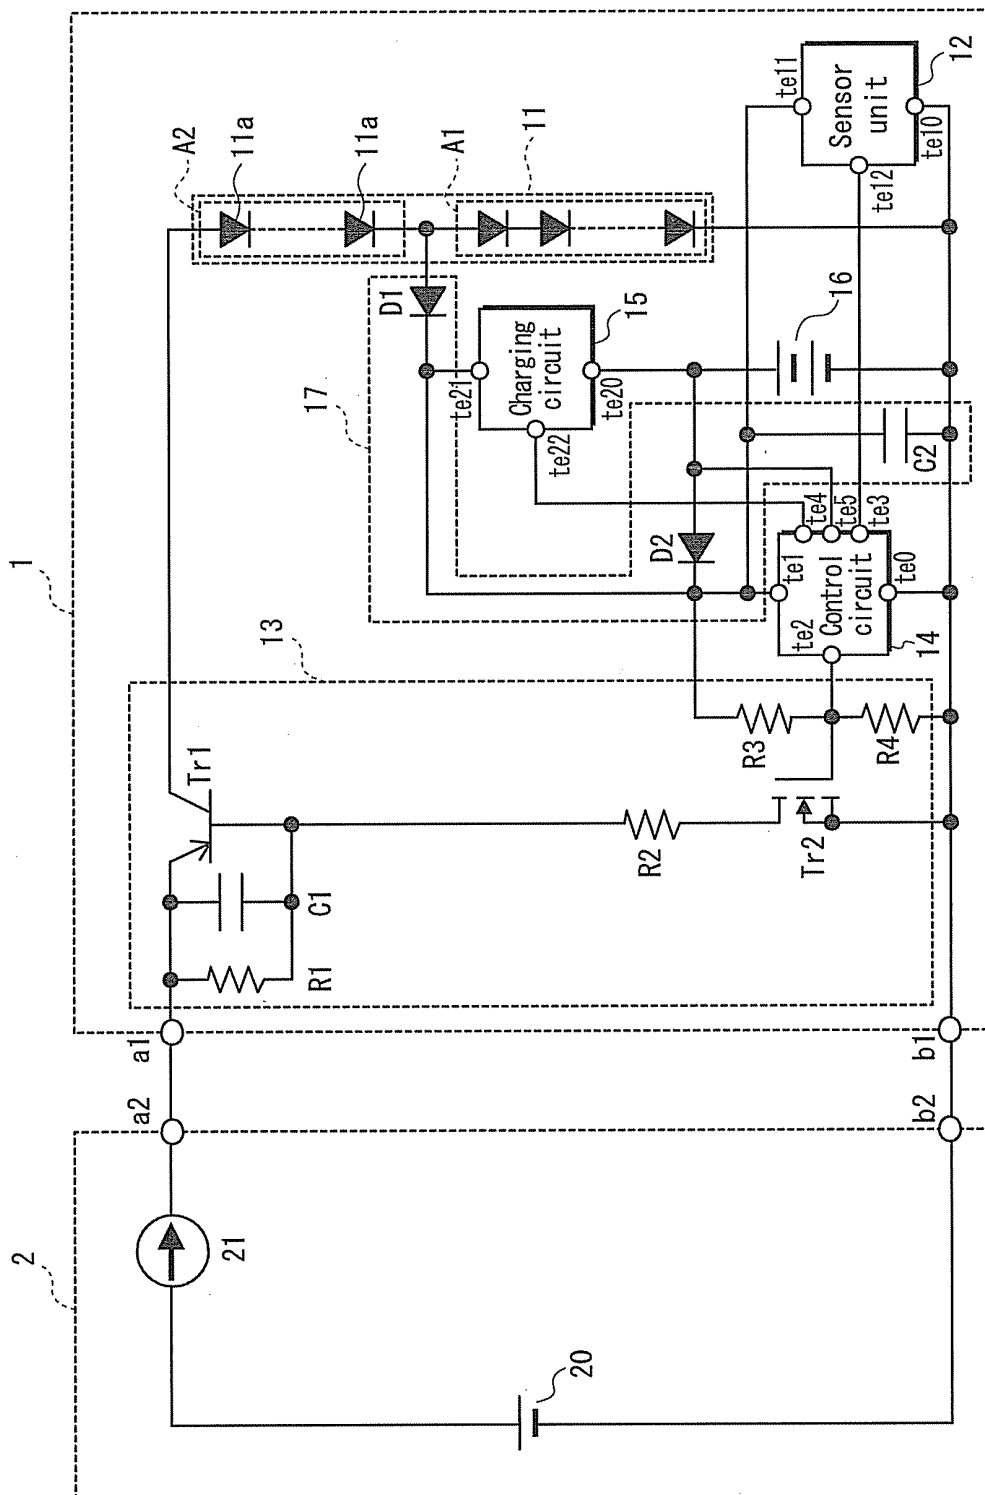 1
2
20
21
a2
b2
a1
b1
13
R1
C1
Tr1
R2
Tr2
R3
R4
17
D1
D2
A2
11a
11a
A1
11
te21
Charging
circuit
te22
te20
15
16
C2
te1
te2
Control
circuit
te4
te5
te3
te0
14
te11
Sensor
unit
te12
te10
12